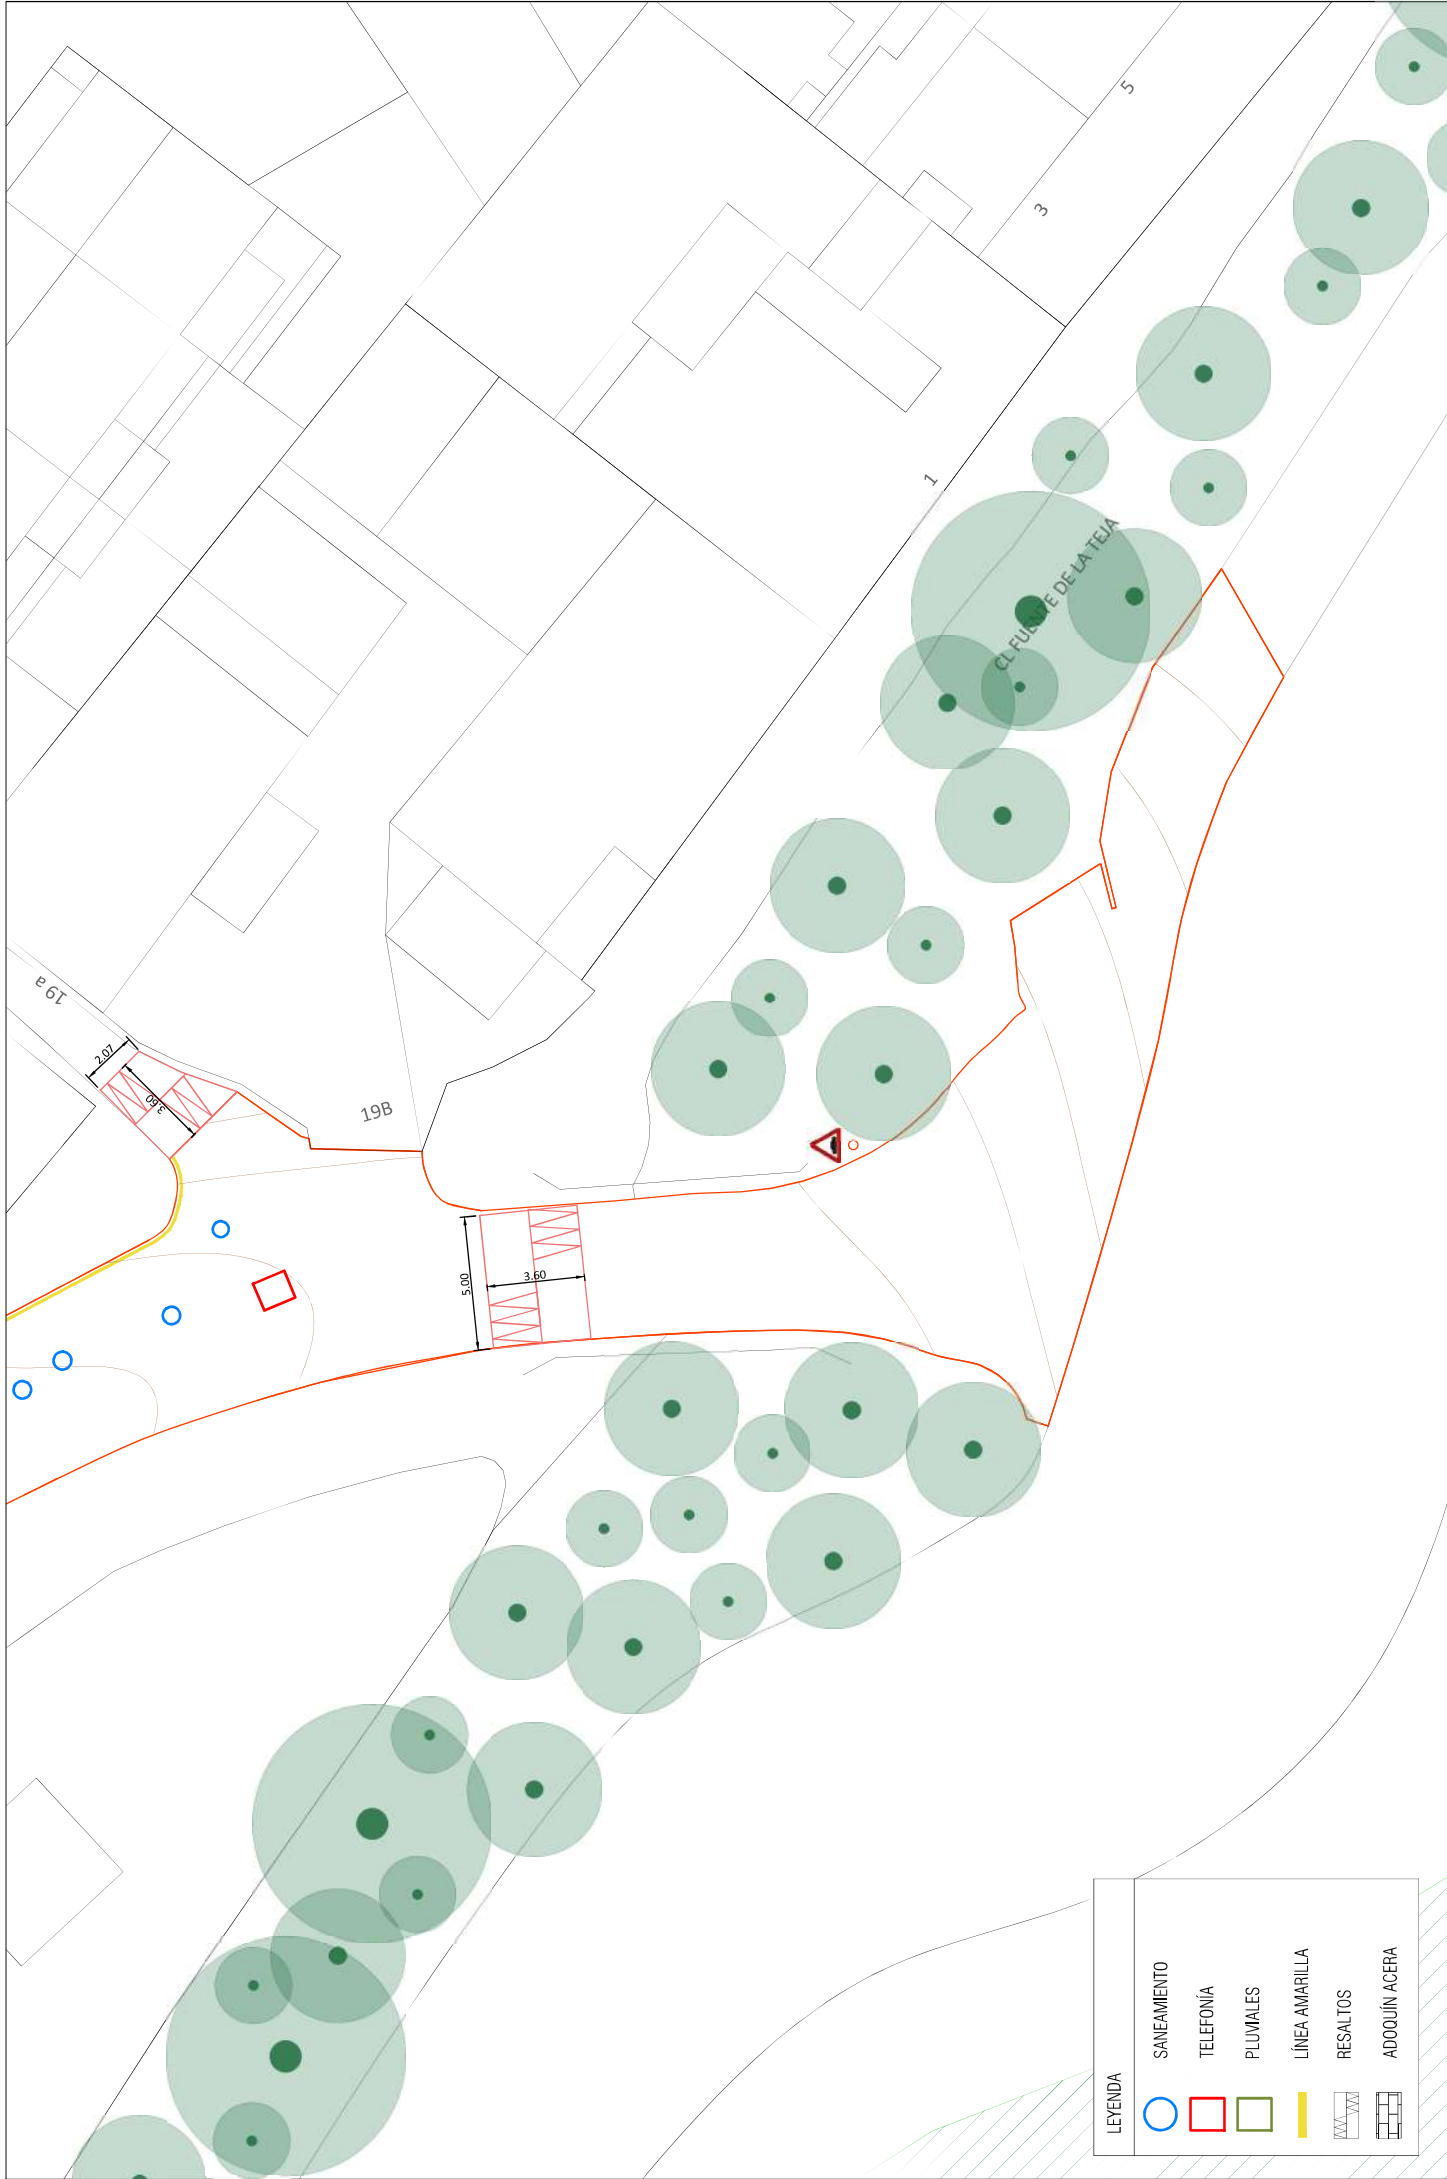 5
3
1
CL FUENTE DE LA TEJA
19 a
2.07
3.60
19B
5.00
3.60
LEYENDA
SANEAMIENTO
TELEFONÍA
PLUVIALES
LÍNEA AMARILLA
RESALTOS
ADOQUÍN ACERA